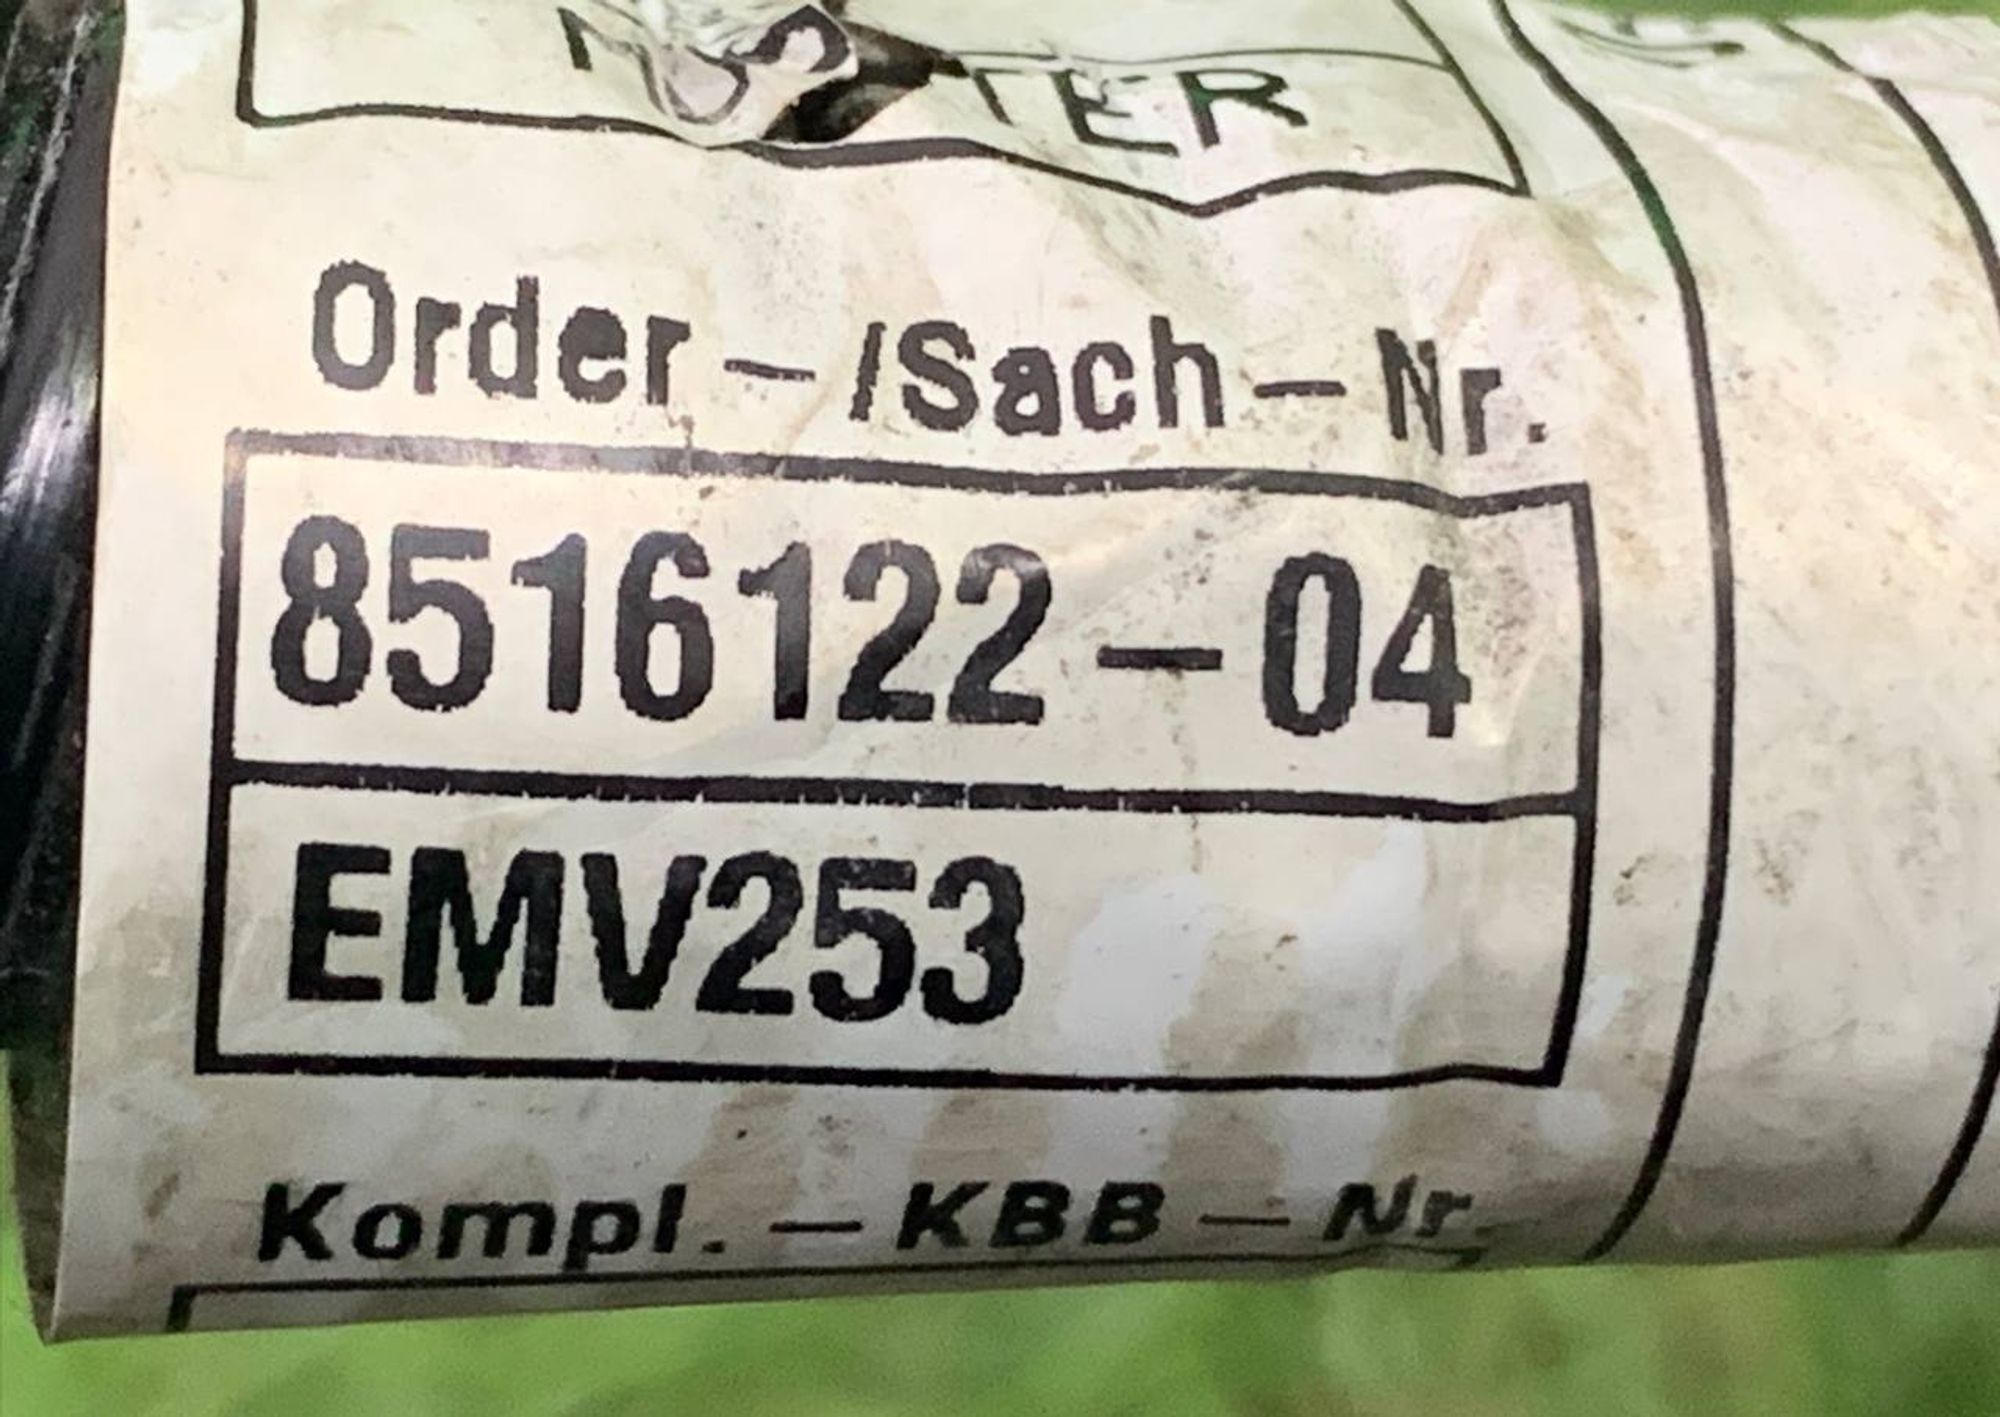 Order-/Sach-Nr.
8516122-04
EMV253
Kompl.-KBB-Nr.